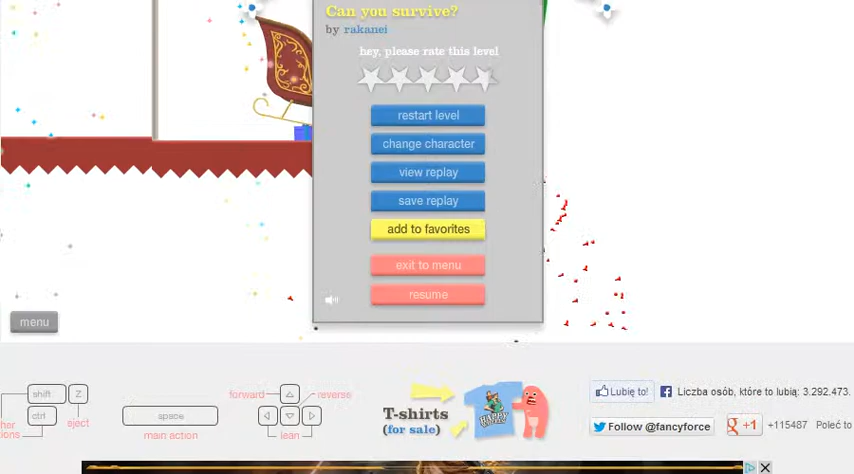 Can you survive?
by rakanei
hey, please rate this level
restart level
change character
view replay
save replay
add to favorites
exit to menu
resume
menu
shift Z
ctrl
eject
space
main action
forward
reverse
lean
T-shirts
(for sale)
HAPPY
Lubię to!
Liczba osób, które to lubią: 3.292.473.
Follow @fancyforce
+1
+115487
Poleć to